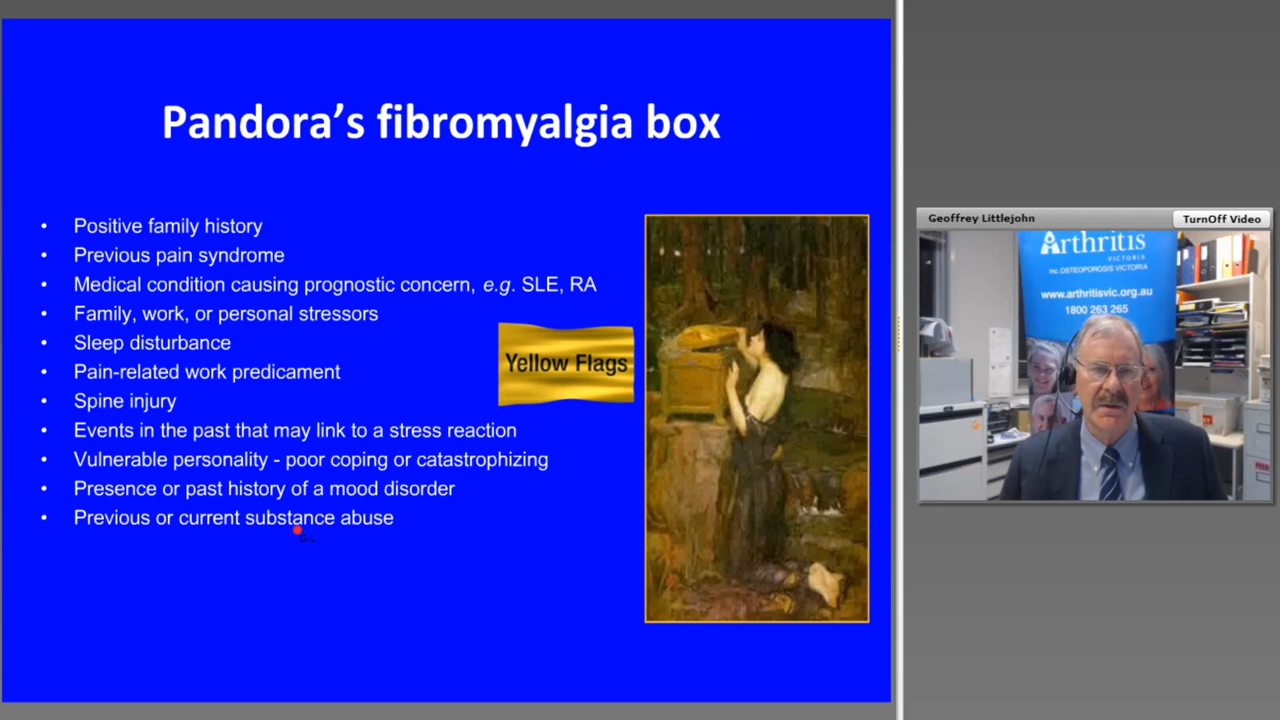 Pandora’s fibromyalgia box
• Positive family history
• Previous pain syndrome
• Medical condition causing prognostic concern, e.g. SLE, RA
• Family, work, or personal stressors
• Sleep disturbance
• Pain-related work predicament
• Spine injury
• Events in the past that may link to a stress reaction
• Vulnerable personality - poor coping or catastrophizing
• Presence or past history of a mood disorder
• Previous or current substance abuse
Yellow Flags
G.L
Geoffrey Littlejohn
TurnOff Video
Arthritis
VICTORIA
inc.OSTEOPOROSIS VICTORIA
www.arthritisvic.org.au
1800 263 265